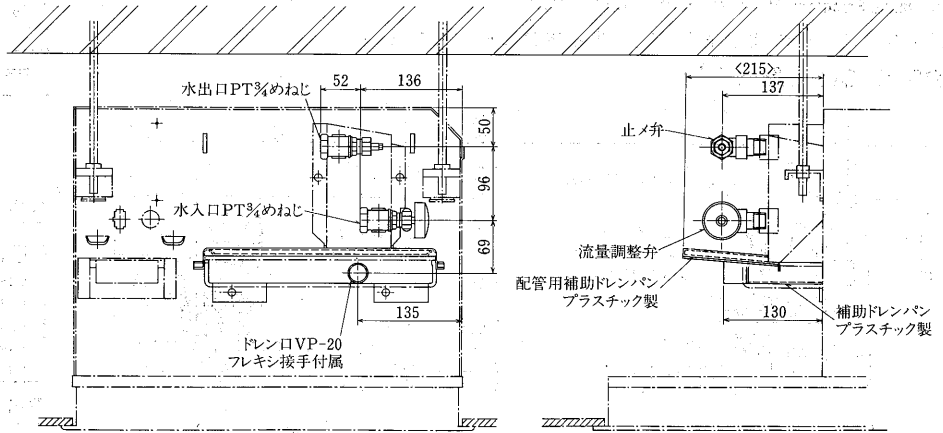 52
136
水出口PT¾めねじ
50
96
水入口PT¾めねじ
69
135
ドレン口VP-20
フレキシ接手付属
<215>
137
止メ弁
流量調整弁
配管用補助ドレンパン
プラスチック製
130
補助ドレンパン
プラスチック製